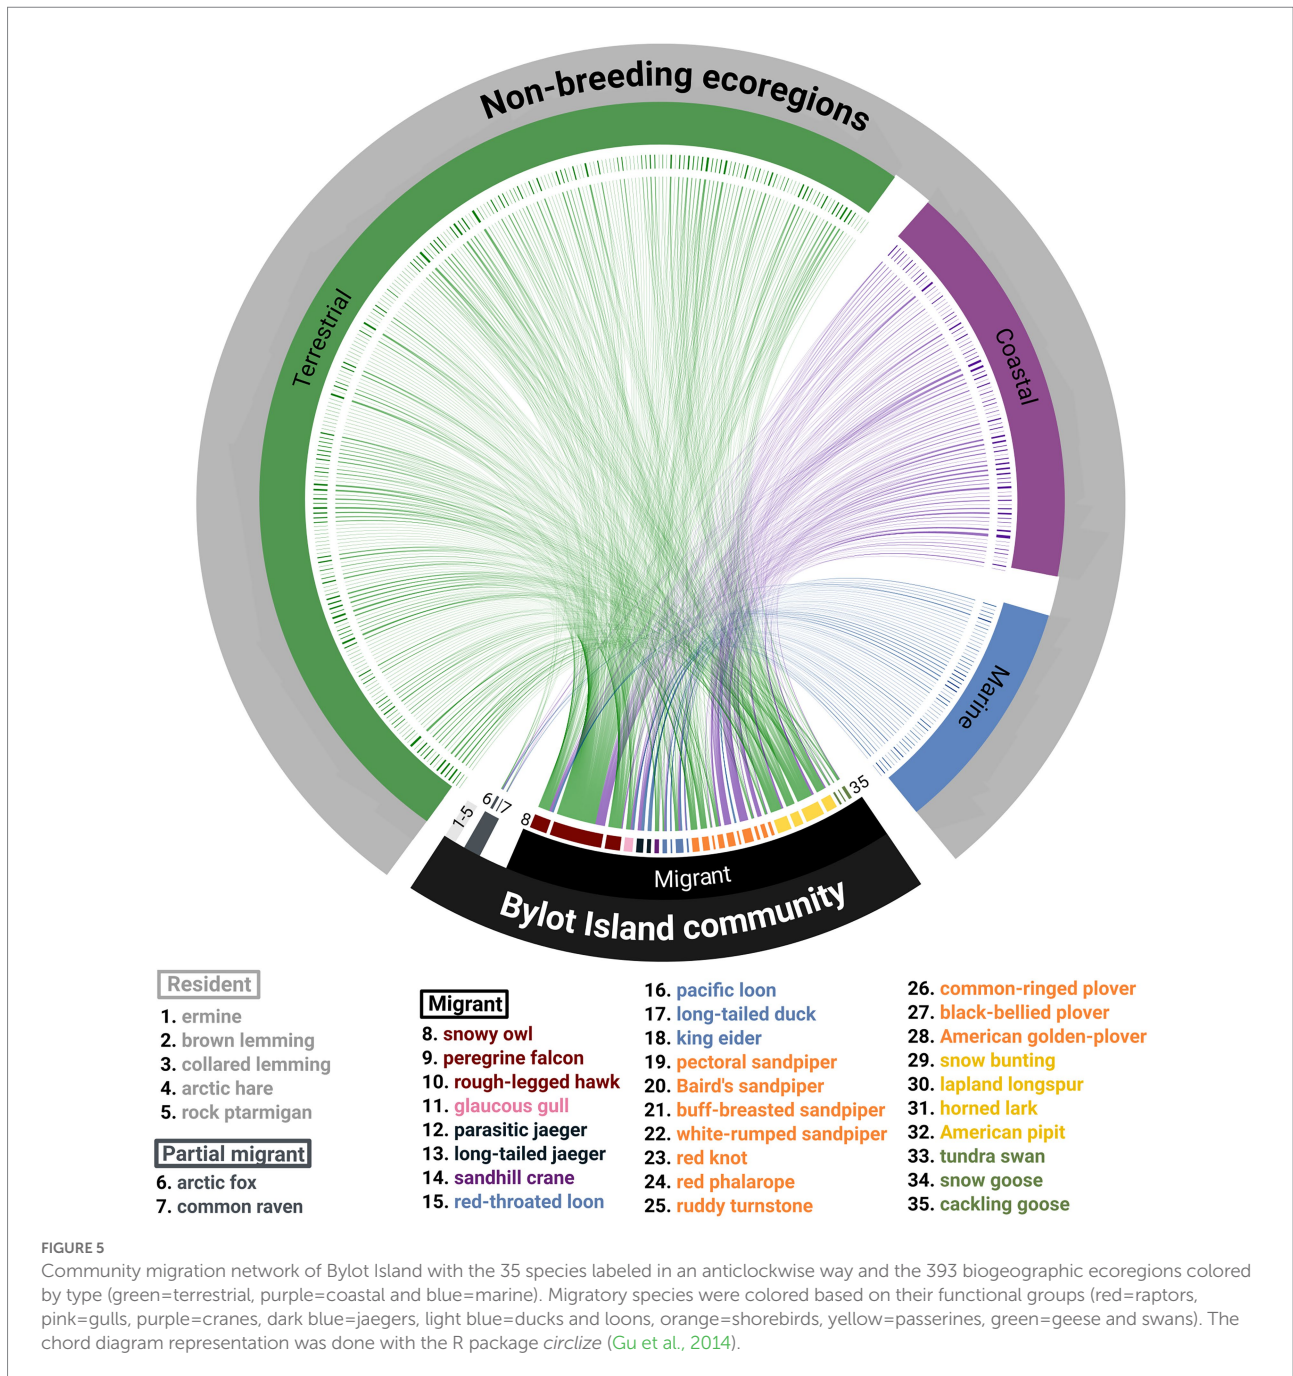 Non-breeding ecoregions
Terrestrial
Coastal
Marine
1-5
6
7
8
35
Migrant
Bylot Island community
Resident
1. ermine
2. brown lemming
3. collared lemming
4. arctic hare
5. rock ptarmigan
Partial migrant
6. arctic fox
7. common raven
Migrant
8. snowy owl
9. peregrine falcon
10. rough-legged hawk
11. glaucous gull
12. parasitic jaeger
13. long-tailed jaeger
14. sandhill crane
15. red-throated loon
16. pacific loon
17. long-tailed duck
18. king eider
19. pectoral sandpiper
20. Baird's sandpiper
21. buff-breasted sandpiper
22. white-rumped sandpiper
23. red knot
24. red phalarope
25. ruddy turnstone
26. common-ringed plover
27. black-bellied plover
28. American golden-plover
29. snow bunting
30. lapland longspur
31. horned lark
32. American pipit
33. tundra swan
34. snow goose
35. cackling goose
FIGURE 5
Community migration network of Bylot Island with the 35 species labeled in an anticlockwise way and the 393 biogeographic ecoregions colored
by type (green=terrestrial, purple=coastal and blue=marine). Migratory species were colored based on their functional groups (red=raptors,
pink=gulls, purple=cranes, dark blue=jaegers, light blue=ducks and loons, orange=shorebirds, yellow=passerines, green=geese and swans). The
chord diagram representation was done with the R package circlize (Gu et al., 2014).